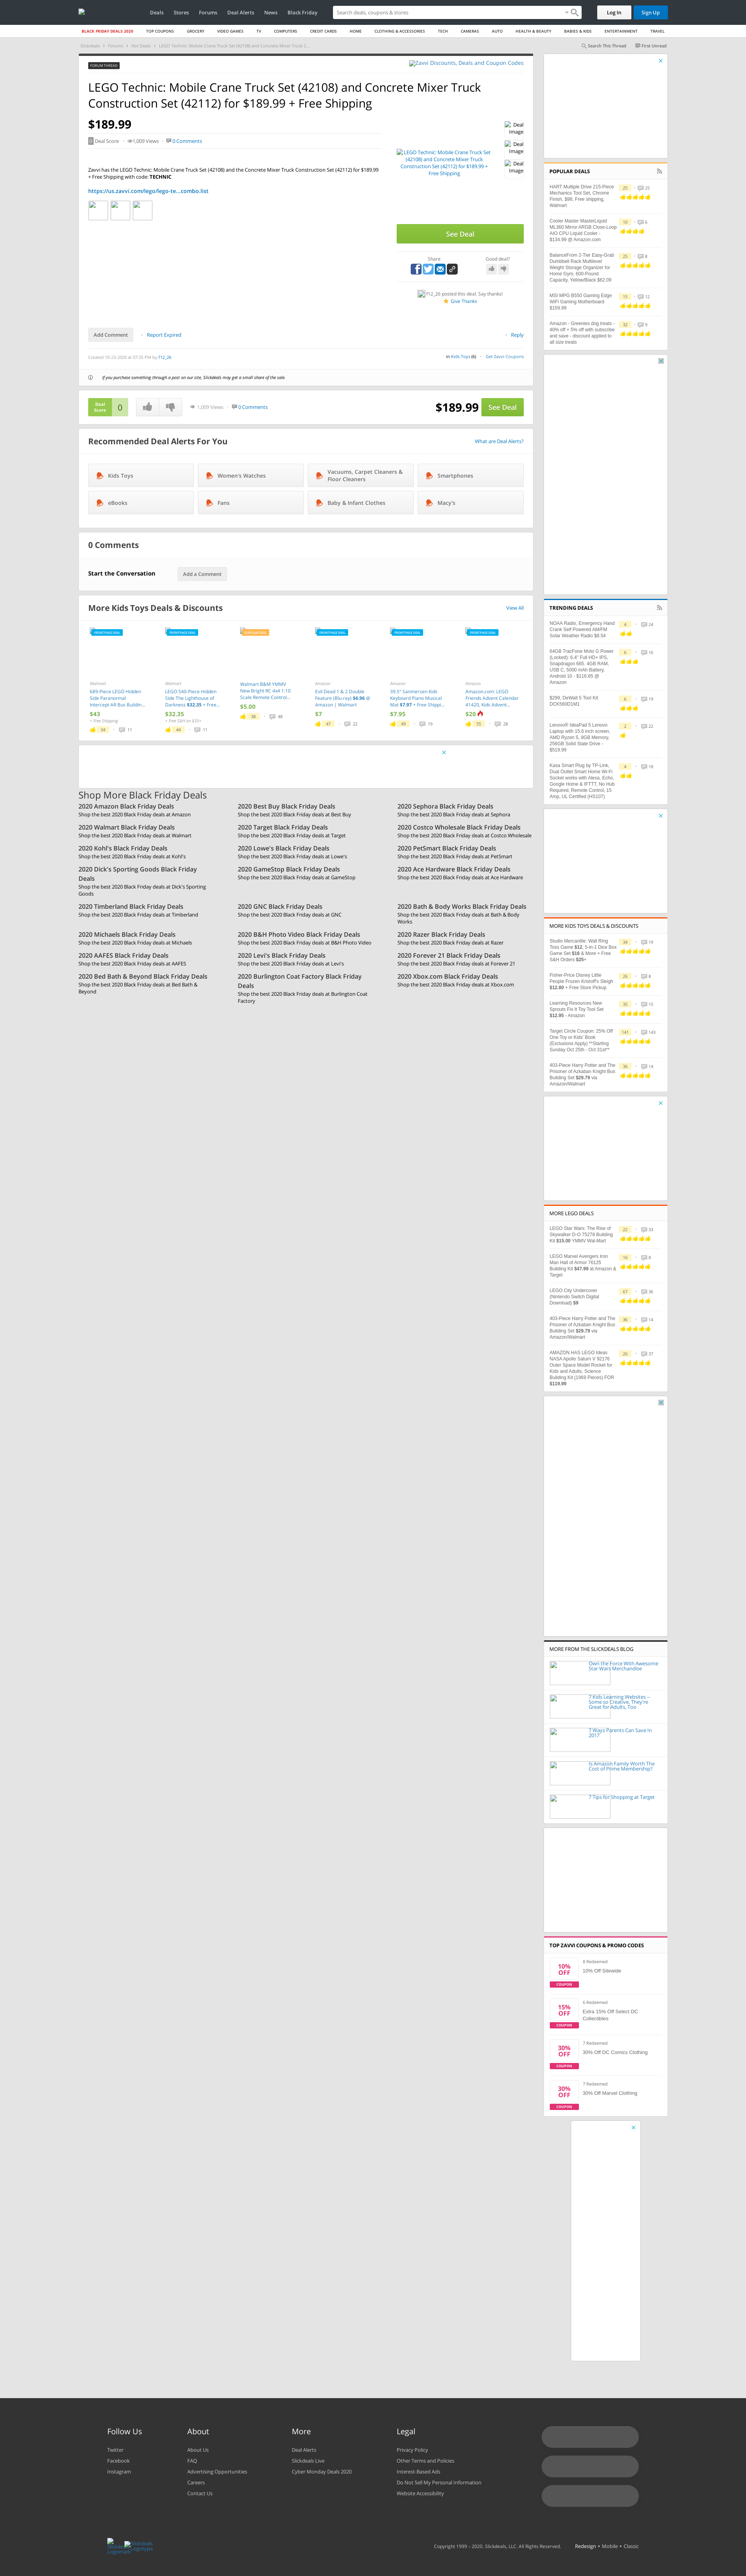 Deals Stores Forums Deal Alerts News Black Friday
Search deals, coupons & stores
Log In
Sign Up
BLACK FRIDAY DEALS 2020 TOP COUPONS GROCERY VIDEO GAMES TV COMPUTERS CREDIT CARDS HOME CLOTHING & ACCESSORIES TECH CAMERAS AUTO HEALTH & BEAUTY BABIES & KIDS ENTERTAINMENT TRAVEL
Slickdeals Forums Hot Deals LEGO Technic: Mobile Crane Truck Set (42108) and Concrete Mixer Truck C...
Search This Thread First Unread
FORUM THREAD
Zavvi Discounts, Deals and Coupon Codes
LEGO Technic: Mobile Crane Truck Set (42108) and Concrete Mixer Truck
Construction Set (42112) for $189.99 + Free Shipping
$189.99
Deal Score 1,009 Views 0 Comments
Zavvi has the LEGO Technic: Mobile Crane Truck Set (42108) and the Concrete Mixer Truck Construction Set (42112) for $189.99
+ Free Shipping with code: TECHNIC
https://us.zavvi.com/lego/lego-te...combo.list
LEGO Technic: Mobile Crane Truck Set
(42108) and Concrete Mixer Truck
Construction Set (42112) for $189.99 +
Free Shipping
Deal
Image
Deal
Image
Deal
Image
See Deal
Share
Good deal?
f12_26 posted this deal. Say thanks!
Give Thanks
Add Comment
Report Expired
Reply
Created 10-23-2020 at 07:35 PM by f12_26
in Kids Toys (6) Get Zavvi Coupons
If you purchase something through a post on our site, Slickdeals may get a small share of the sale.
Deal
Score
0
1,009 Views
0 Comments
$189.99
See Deal
Recommended Deal Alerts For You
What are Deal Alerts?
Kids Toys
Women's Watches
Vacuums, Carpet Cleaners &
Floor Cleaners
Smartphones
eBooks
Fans
Baby & Infant Clothes
Macy's
0 Comments
Start the Conversation
Add a Comment
More Kids Toys Deals & Discounts
View All
FRONTPAGE DEAL
Walmart
689-Piece LEGO Hidden
Side Paranormal
Intercept AR Bus Buildin...
$43
+ Free Shipping
34 11
FRONTPAGE DEAL
Walmart
LEGO 540-Piece Hidden
Side The Lighthouse of
Darkness $32.35 + Free...
$32.35
+ Free S&H on $35+
44 11
Walmart B&M YMMV
New Bright RC 4x4 1:10
Scale Remote Control...
$5.00
38 48
FRONTPAGE DEAL
Amazon
Evil Dead 1 & 2 Double
Feature (Blu-ray) $6.96 @
Amazon | Walmart
$7
47 22
FRONTPAGE DEAL
Amazon
39.5" Sanmersen Kids
Keyboard Piano Musical
Mat $7.97 + Free Shippi...
$7.95
49 19
FRONTPAGE DEAL
Amazon
Amazon.com: LEGO
Friends Advent Calendar
41420, Kids Advent...
$20
55 28
Shop More Black Friday Deals
2020 Amazon Black Friday Deals
Shop the best 2020 Black Friday deals at Amazon
2020 Best Buy Black Friday Deals
Shop the best 2020 Black Friday deals at Best Buy
2020 Sephora Black Friday Deals
Shop the best 2020 Black Friday deals at Sephora
2020 Walmart Black Friday Deals
Shop the best 2020 Black Friday deals at Walmart
2020 Target Black Friday Deals
Shop the best 2020 Black Friday deals at Target
2020 Costco Wholesale Black Friday Deals
Shop the best 2020 Black Friday deals at Costco Wholesale
2020 Kohl's Black Friday Deals
Shop the best 2020 Black Friday deals at Kohl's
2020 Lowe's Black Friday Deals
Shop the best 2020 Black Friday deals at Lowe's
2020 PetSmart Black Friday Deals
Shop the best 2020 Black Friday deals at PetSmart
2020 Dick's Sporting Goods Black Friday
Deals
Shop the best 2020 Black Friday deals at Dick's Sporting
Goods
2020 GameStop Black Friday Deals
Shop the best 2020 Black Friday deals at GameStop
2020 Ace Hardware Black Friday Deals
Shop the best 2020 Black Friday deals at Ace Hardware
2020 Timberland Black Friday Deals
Shop the best 2020 Black Friday deals at Timberland
2020 GNC Black Friday Deals
Shop the best 2020 Black Friday deals at GNC
2020 Bath & Body Works Black Friday Deals
Shop the best 2020 Black Friday deals at Bath & Body
Works
2020 Michaels Black Friday Deals
Shop the best 2020 Black Friday deals at Michaels
2020 B&H Photo Video Black Friday Deals
Shop the best 2020 Black Friday deals at B&H Photo Video
2020 Razer Black Friday Deals
Shop the best 2020 Black Friday deals at Razer
2020 AAFES Black Friday Deals
Shop the best 2020 Black Friday deals at AAFES
2020 Levi's Black Friday Deals
Shop the best 2020 Black Friday deals at Levi's
2020 Forever 21 Black Friday Deals
Shop the best 2020 Black Friday deals at Forever 21
2020 Bed Bath & Beyond Black Friday Deals
Shop the best 2020 Black Friday deals at Bed Bath &
Beyond
2020 Burlington Coat Factory Black Friday
Deals
Shop the best 2020 Black Friday deals at Burlington Coat
Factory
2020 Xbox.com Black Friday Deals
Shop the best 2020 Black Friday deals at Xbox.com
POPULAR DEALS
HART Multiple Drive 215-Piece
Mechanics Tool Set, Chrome
Finish, $98, Free shipping,
Walmart
Cooler Master MasterLiquid
ML360 Mirror ARGB Close-Loop
AIO CPU Liquid Cooler -
$134.99 @ Amazon.com
BalanceFrom 2-Tier Easy-Grab
Dumbbell Rack Multilevel
Weight Storage Organizer for
Home Gym, 600-Pound
Capacity, Yellow/Black $62.09
MSI MPG B550 Gaming Edge
WiFi Gaming Motherboard-
$159.99
Amazon - Greenies dog treats -
40% off + 5% off with subscribe
and save - discount applied to
all size treats
TRENDING DEALS
NOAA Radio, Emergency Hand
Crank Self Powered AM/FM
Solar Weather Radio $8.54
4 24
64GB TracFone Moto G Power
(Locked): 6.4" Full HD+ IPS,
Snapdragon 665, 4GB RAM,
USB C, 5000 mAh Battery,
Android 10 - $116.65 @
Amazon
6 16
$299, DeWalt 5 Tool Kit
DCK560D1M1
6 19
Lenovo® IdeaPad 5 Lenovo
Laptop with 15.6 inch screen,
AMD Ryzen 5, 8GB Memory,
256GB Solid State Drive -
$519.99
2 22
Kasa Smart Plug by TP-Link,
Dual Outlet Smart Home Wi-Fi
Socket works with Alexa, Echo,
Google Home & IFTTT, No Hub
Required, Remote Control, 15
Amp, UL Certified (HS107)
4 18
MORE KIDS TOYS DEALS & DISCOUNTS
Studio Mercantile: Wall Ring
Toss Game $12, 5-in-1 Dice Box
Game Set $16 & More + Free
S&H Orders $25+
34 19
Fisher-Price Disney Little
People Frozen Kristoff's Sleigh
$12.80 + Free Store Pickup
26 8
Learning Resources New
Sprouts Fix It Toy Tool Set
$12.95 - Amazon
30 10
Target Circle Coupon: 25% Off
One Toy or Kids' Book
(Exclusions Apply) **Starting
Sunday Oct 25th - Oct 31st**
141 143
403-Piece Harry Potter and The
Prisoner of Azkaban Knight Bus
Building Set $29.79 via
Amazon/Walmart
36 14
MORE LEGO DEALS
LEGO Star Wars: The Rise of
Skywalker D-O 75278 Building
Kit $15.00 YMMV Wal-Mart
22 33
LEGO Marvel Avengers Iron
Man Hall of Armor 76125
Building Kit $47.99 at Amazon &
Target
16 8
LEGO City Undercover
(Nintendo Switch Digital
Download) $9
67 36
403-Piece Harry Potter and The
Prisoner of Azkaban Knight Bus
Building Set $29.79 via
Amazon/Walmart
36 14
AMAZON HAS LEGO Ideas
NASA Apollo Saturn V 92176
Outer Space Model Rocket for
Kids and Adults, Science
Building Kit (1969 Pieces) FOR
$119.99
26 37
MORE FROM THE SLICKDEALS BLOG
Own the Force With Awesome
Star Wars Merchandise
7 Kids Learning Websites --
Some so Creative, They're
Great for Adults, Too
7 Ways Parents Can Save in
2017
Is Amazon Family Worth The
Cost of Prime Membership?
7 Tips for Shopping at Target
TOP ZAVVI COUPONS & PROMO CODES
10%
OFF
COUPON
8 Redeemed
10% Off Sitewide
15%
OFF
COUPON
6 Redeemed
Extra 15% Off Select DC
Collectibles
30%
OFF
COUPON
7 Redeemed
30% Off DC Comics Clothing
30%
OFF
COUPON
7 Redeemed
30% Off Marvel Clothing
Follow Us
Twitter
Facebook
Instagram
About
About Us
FAQ
Advertising Opportunities
Careers
Contact Us
More
Deal Alerts
Slickdeals Live
Cyber Monday Deals 2020
Legal
Privacy Policy
Other Terms and Policies
Interest-Based Ads
Do Not Sell My Personal Information
Website Accessibility
Copyright 1999 - 2020. Slickdeals, LLC. All Rights Reserved. Redesign • Mobile • Classic